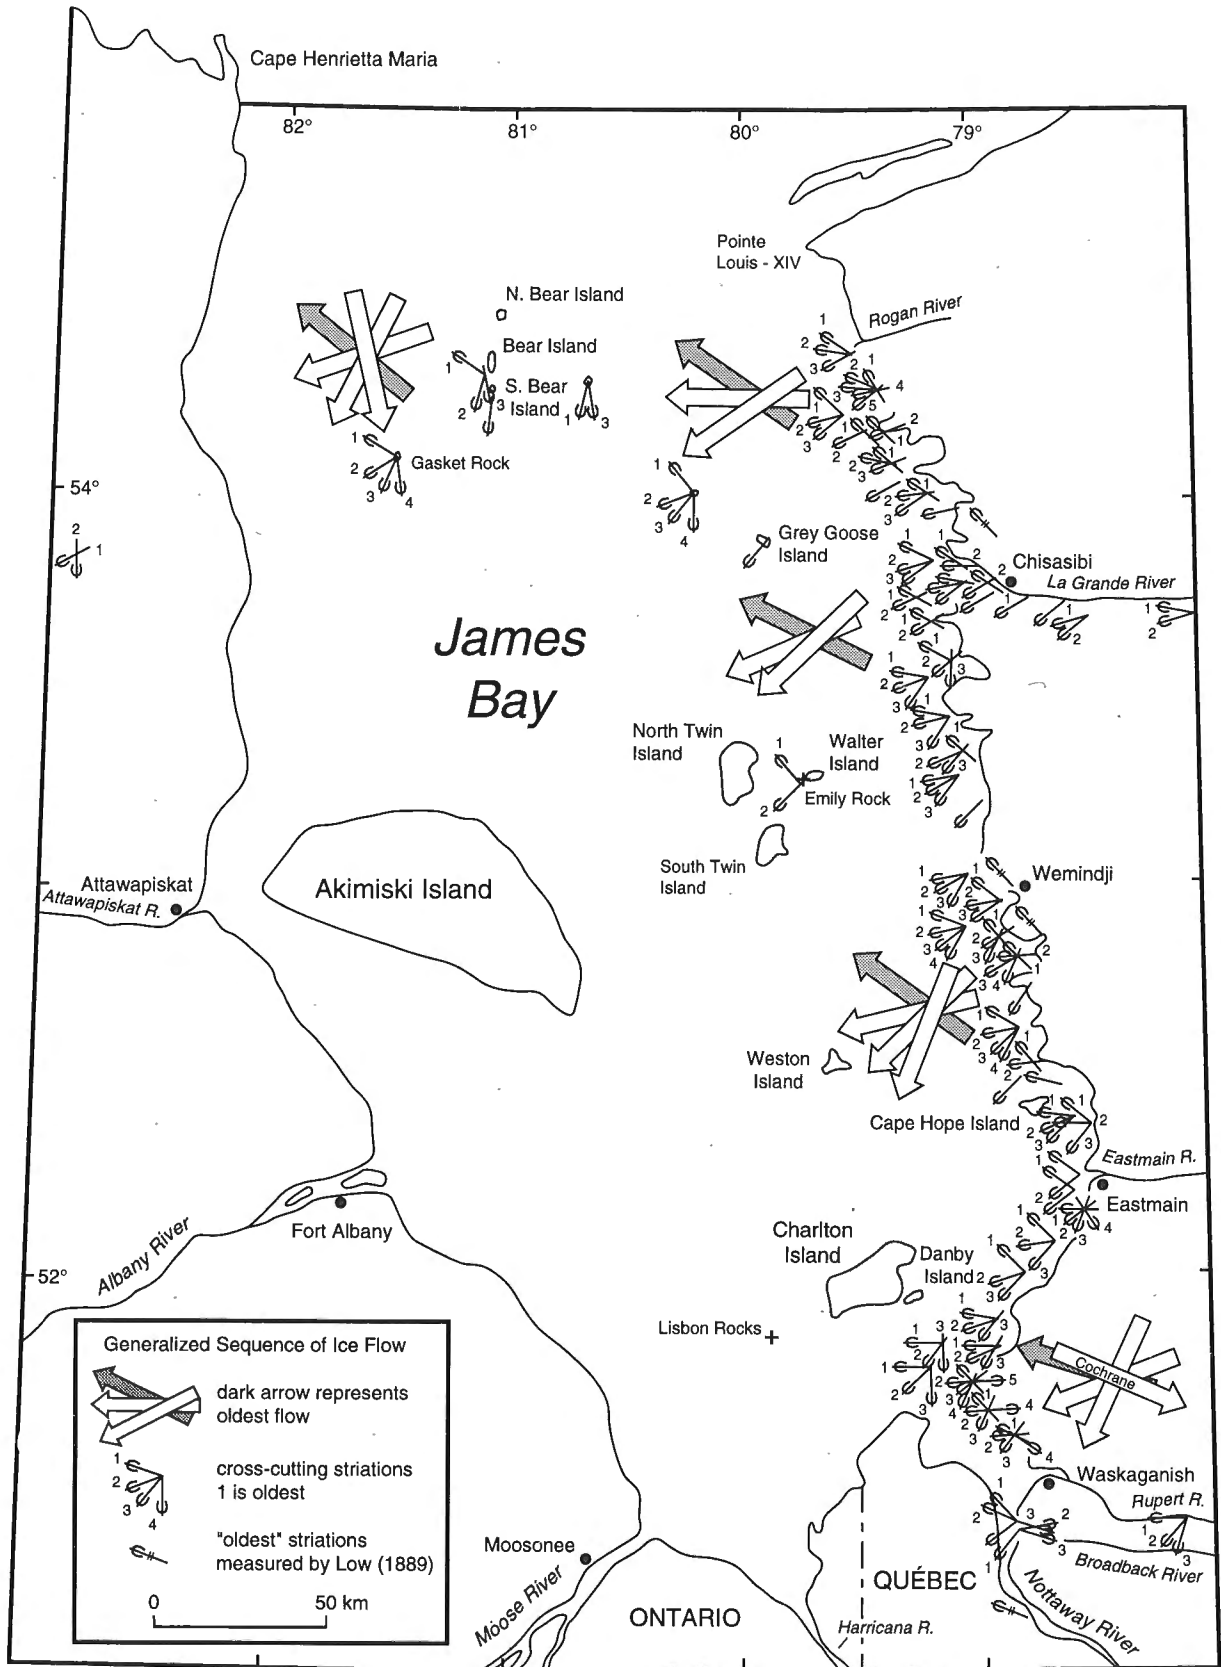 Cape Henrietta Maria
82°
81°
80°
79°
Pointe
Louis - XIV
Rogan River
N. Bear Island
Bear Island
S. Bear
Island
Gasket Rock
54°
Grey Goose
Island
Chisasibi
La Grande River
James
Bay
North Twin
Island
Walter
Island
Emily Rock
South Twin
Island
Wemindji
Attawapiskat
Attawapiskat R.
Akimiski Island
Weston
Island
Cape Hope Island
Eastmain R.
Eastmain
Fort Albany
Albany River
Charlton
Island
Danby
Island
52°
Lisbon Rocks
Cochrane
Generalized Sequence of Ice Flow
dark arrow represents
oldest flow
1
2
3
4
cross-cutting striations
1 is oldest
"oldest" striations
measured by Low (1889)
0 50 km
Waskaganish
Rupert R.
Broadback River
Moosonee
Moose River
ONTARIO
QUÉBEC
Harricana R.
Nottaway River